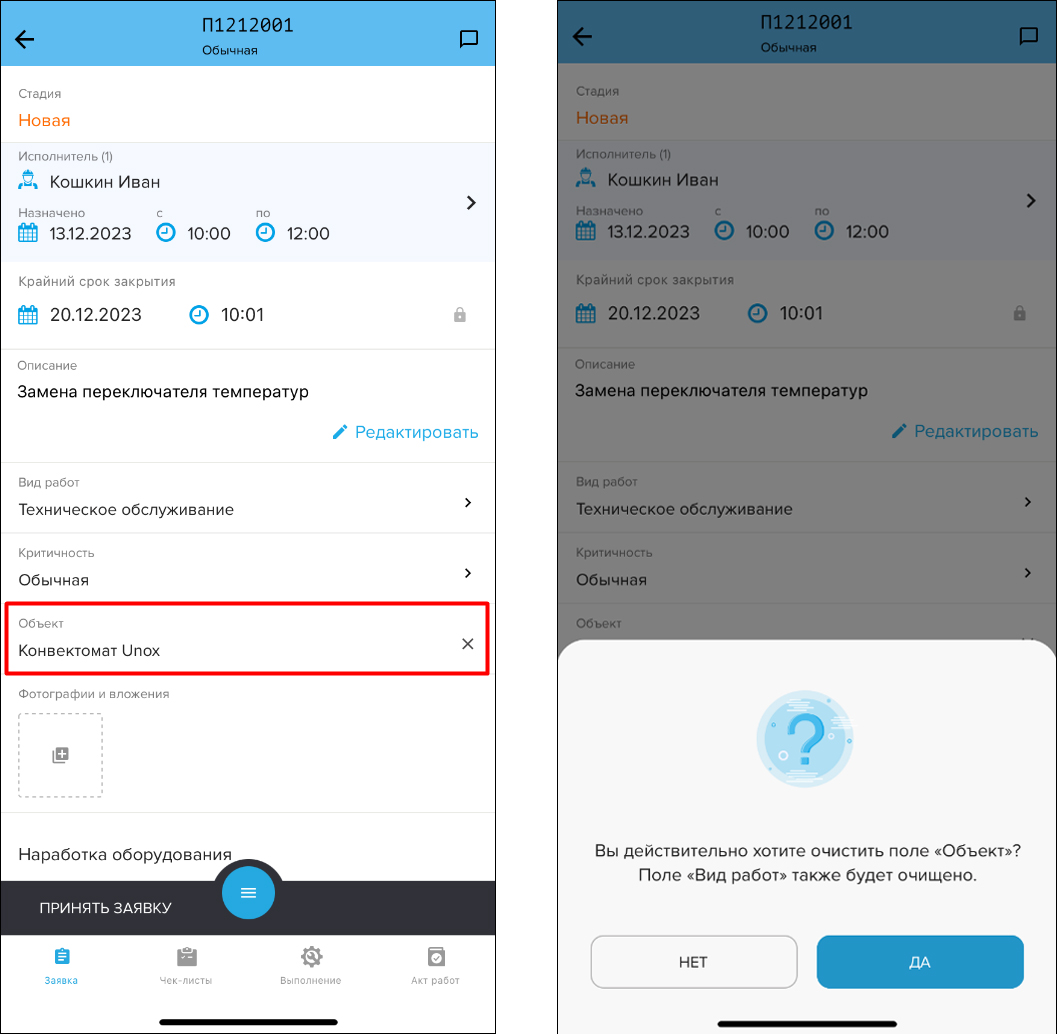 П1212001
Обычная
Стадия
Новая
Исполнитель (1)
Кошкин Иван
Назначено с по
13.12.2023 10:00 12:00
Крайний срок закрытия
20.12.2023 10:01
Описание
Замена переключателя температур
Редактировать
Вид работ
Техническое обслуживание
Критичность
Обычная
Объект
Конвектомат Unox
Фотографии и вложения
Наработка оборудования
ПРИНЯТЬ ЗАЯВКУ
Заявка Чек-листы Выполнение Акт работ
П1212001
Обычная
Стадия
Новая
Исполнитель (1)
Кошкин Иван
Назначено с по
13.12.2023 10:00 12:00
Крайний срок закрытия
20.12.2023 10:01
Описание
Замена переключателя температур
Редактировать
Вид работ
Техническое обслуживание
Критичность
Обычная
Объект
Вы действительно хотите очистить поле «Объект»?
Поле «Вид работ» также будет очищено.
НЕТ ДА